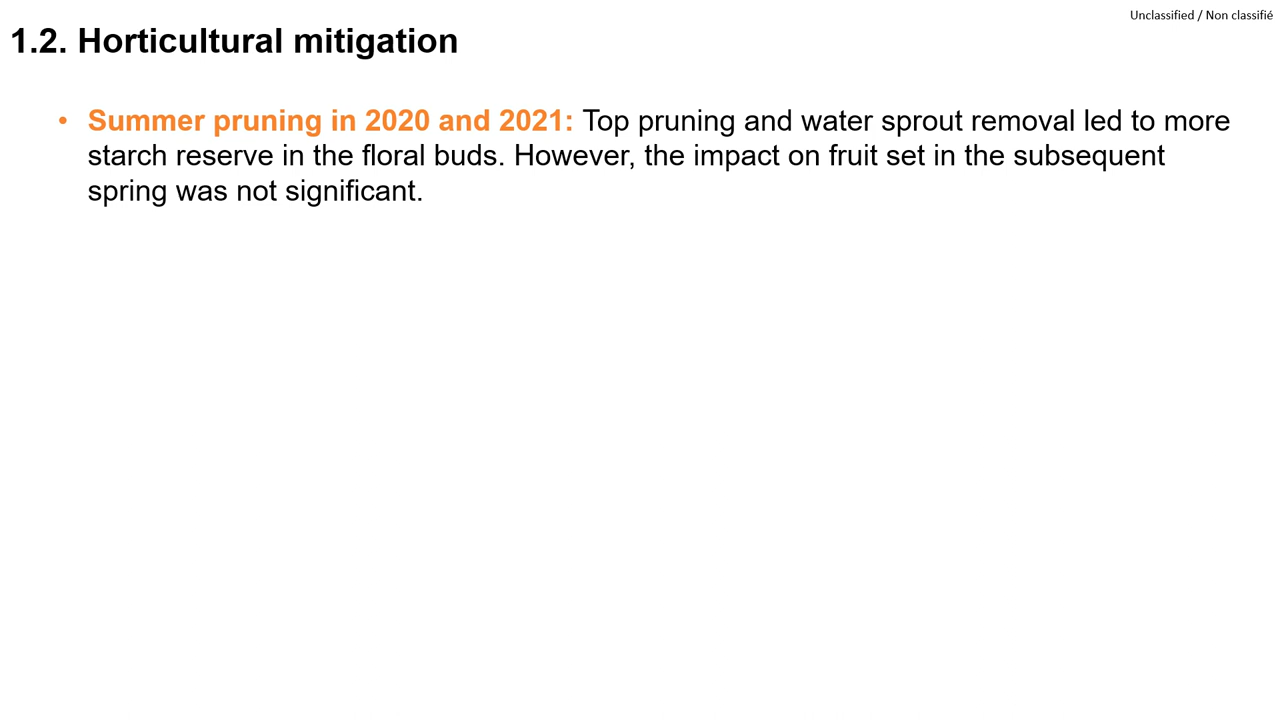 Unclassified / Non classifié
1.2. Horticultural mitigation
• Summer pruning in 2020 and 2021: Top pruning and water sprout removal led to more
starch reserve in the floral buds. However, the impact on fruit set in the subsequent
spring was not significant.